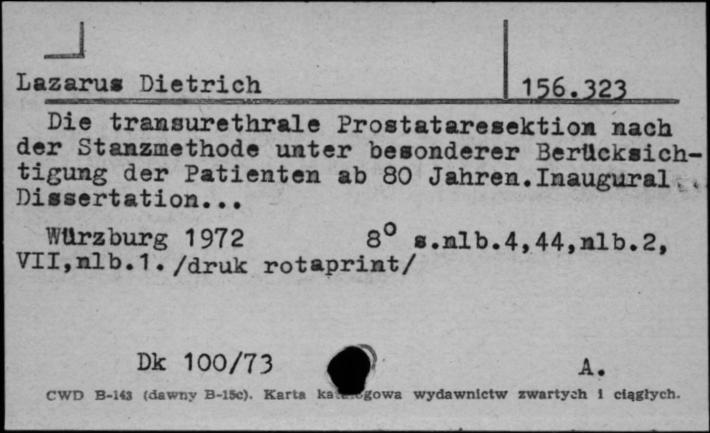 Lazarus Dietrich
156.323
Die transurethrale Prostataresektion nach
der Stanzmethode unter besonderer Berücksich-
tigung der Patienten ab 80 Jahren.Inaugural
Dissertation...
Würzburg 1972 8° s.nlb.4,44,nlb.2,
VII,nlb.1. /druk rotaprint/
Dk 100/73
A.
CWD B-143 (dawny B-15c). Karta katalogowa wydawnictw zwartych i ciągłych.